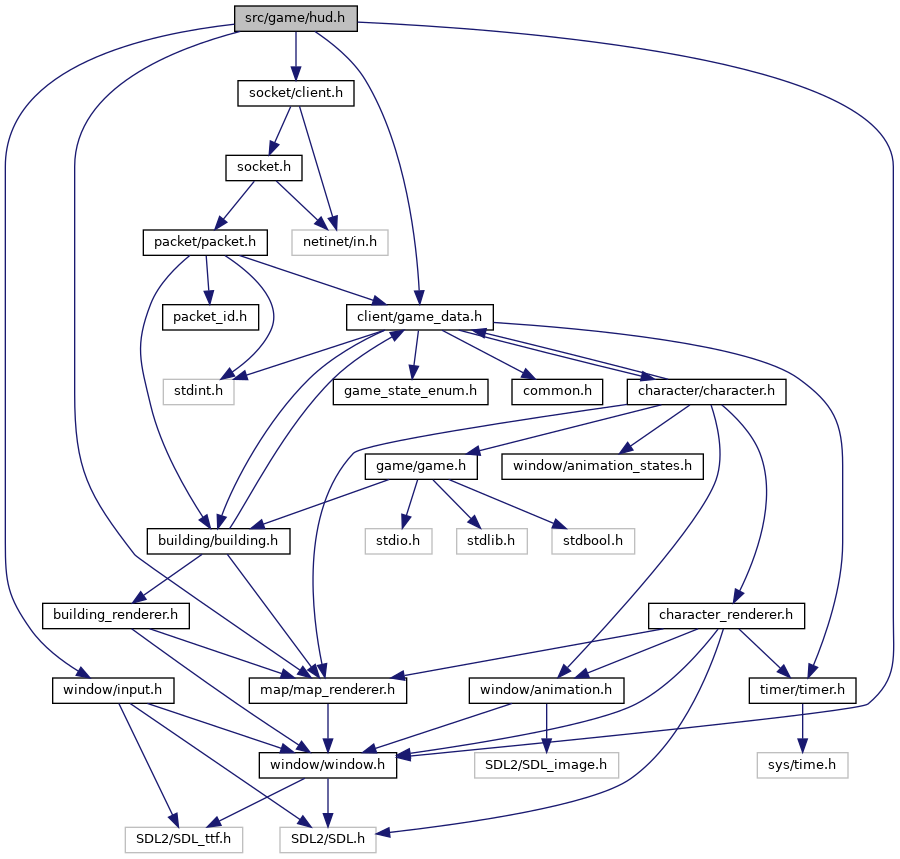 src/game/hud.h
socket/client.h
socket.h
packet/packet.h
netinet/in.h
packet_id.h
client/game_data.h
stdint.h
game_state_enum.h
common.h
character/character.h
game/game.h
window/animation_states.h
building/building.h
stdio.h
stdlib.h
stdbool.h
building_renderer.h
character_renderer.h
window/input.h
map/map_renderer.h
window/animation.h
timer/timer.h
window/window.h
SDL2/SDL_image.h
sys/time.h
SDL2/SDL_ttf.h
SDL2/SDL.h